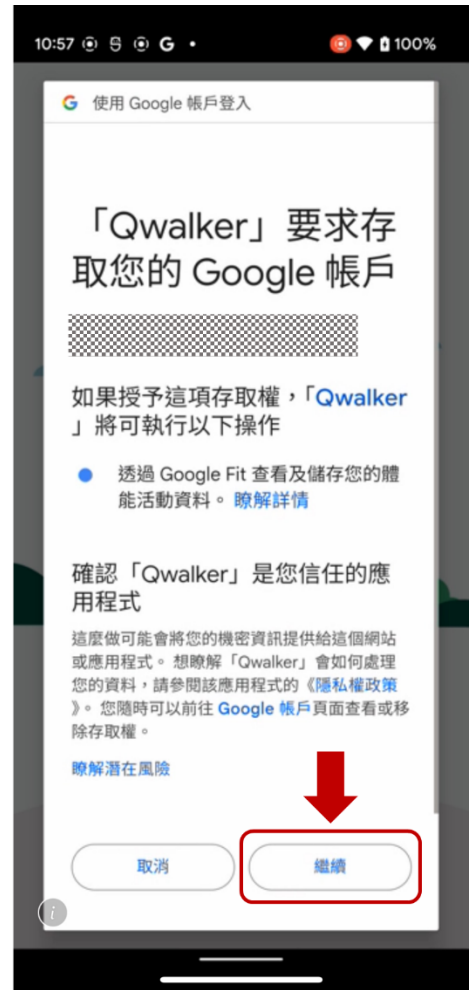 10:57 G • 100%
G 使用 Google 帳戶登入
「Qwalker」要求存
取您的 Google 帳戶
如果授予這項存取權，「Qwalker
」將可執行以下操作
● 透過 Google Fit 查看及儲存您的體
能活動資料。瞭解詳情
確認「Qwalker」是您信任的應
用程式
這麼做可能會將您的機密資訊提供給這個網站
或應用程式。想瞭解「Qwalker」會如何處理
您的資料，請參閱該應用程式的《隱私權政策
》。您隨時可以前往 Google 帳戶頁面查看或移
除存取權。
瞭解潛在風險
取消 繼續
i